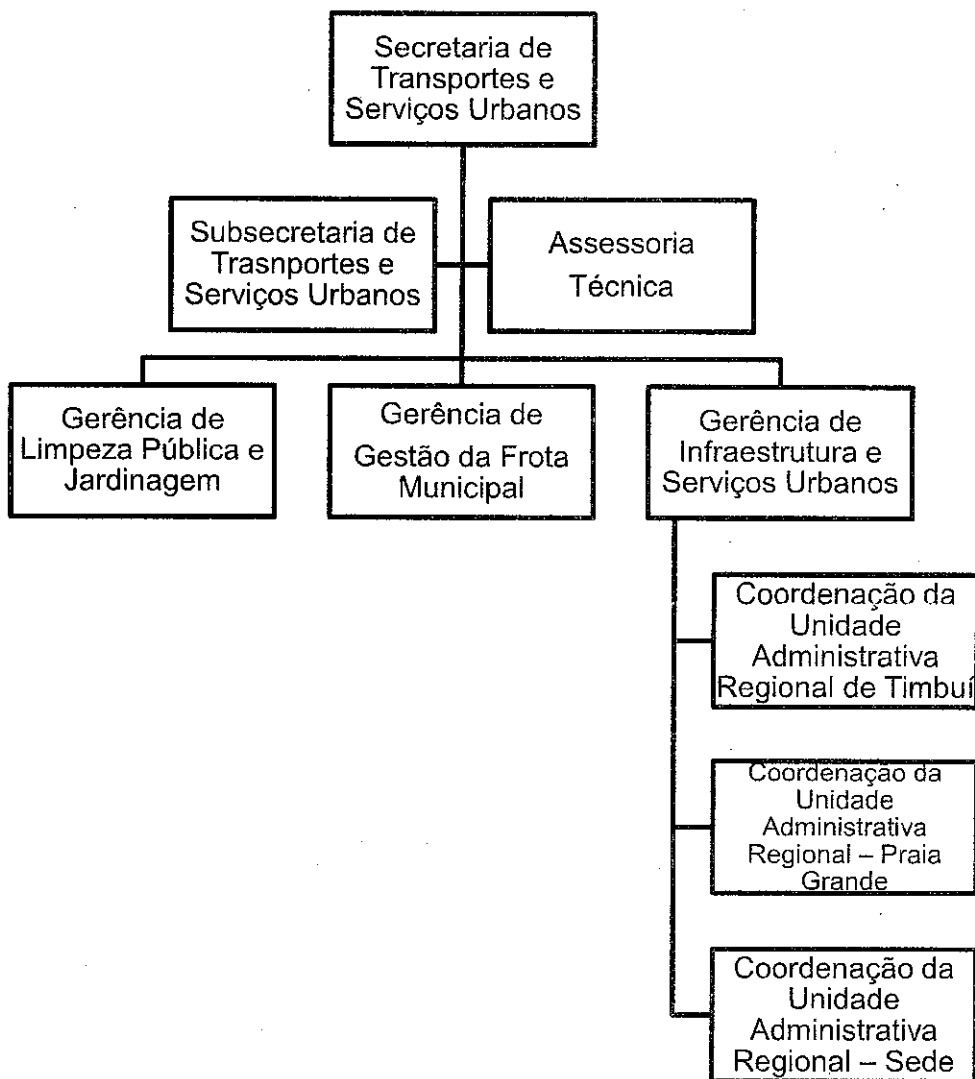 Secretaria de
Transportes e
Serviços Urbanos
Subsecretaria de
Trasnportes e
Serviços Urbanos
Assessoria
Técnica
Gerência de
Limpeza Pública e
Jardinagem
Gerência de
Gestão da Frota
Municipal
Gerência de
Infraestrutura e
Serviços Urbanos
Coordenação da
Unidade
Administrativa
Regional de Timbuí
Coordenação da
Unidade
Administrativa
Regional – Praia
Grande
Coordenação da
Unidade
Administrativa
Regional – Sede